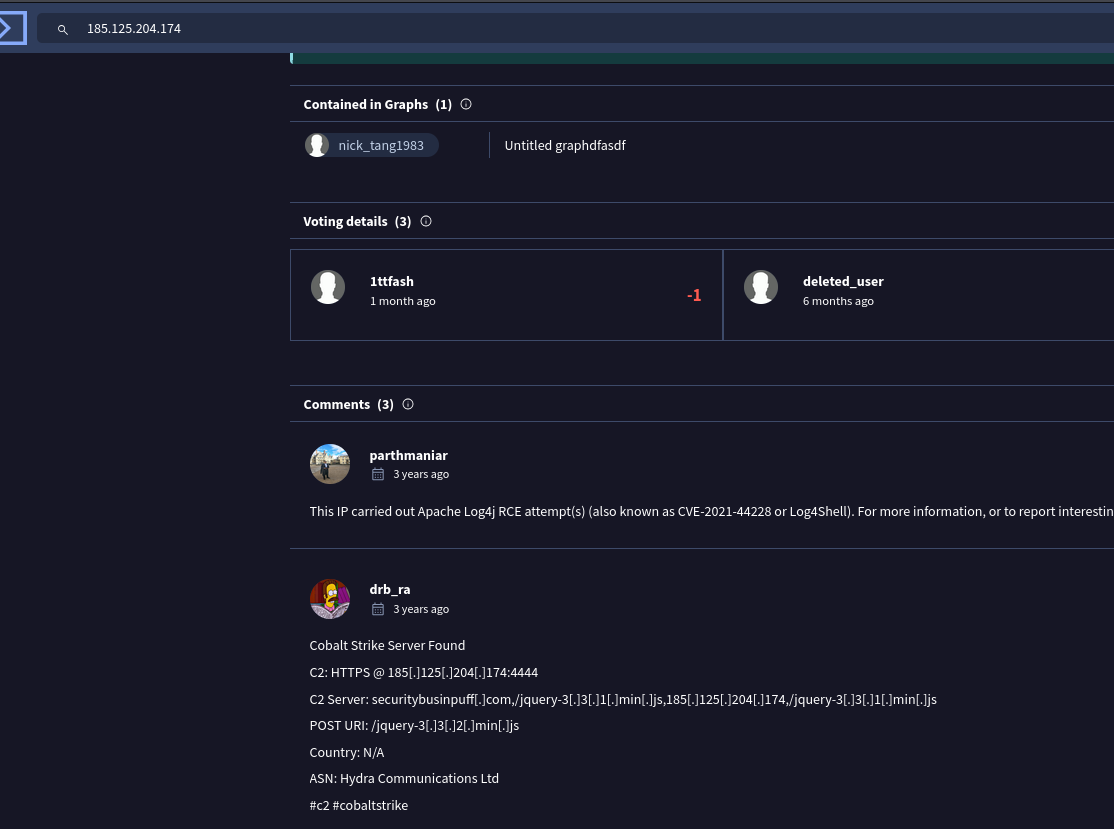 185.125.204.174
Contained in Graphs (1)
nick_tang1983 Untitled graphdfasdf
Voting details (3)
1ttfash
1 month ago
-1
deleted_user
6 months ago
Comments (3)
parthmaniar
3 years ago
This IP carried out Apache Log4j RCE attempt(s) (also known as CVE-2021-44228 or Log4Shell). For more information, or to report interestin
drb_ra
3 years ago
Cobalt Strike Server Found
C2: HTTPS @ 185[.]125[.]204[.]174:4444
C2 Server: securitybusinpuff[.]com,/jquery-3[.]3[.]1[.]min[.]js,185[.]125[.]204[.]174,/jquery-3[.]3[.]1[.]min[.]js
POST URI: /jquery-3[.]3[.]2[.]min[.]js
Country: N/A
ASN: Hydra Communications Ltd
#c2 #cobaltstrike